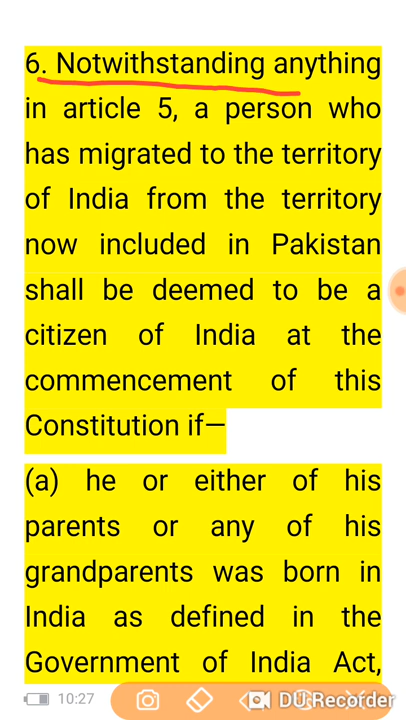 6. Notwithstanding anything
in article 5, a person who
has migrated to the territory
of India from the territory
now included in Pakistan
shall be deemed to be a
citizen of India at the
commencement of this
Constitution if—
(a) he or either of his
parents or any of his
grandparents was born in
India as defined in the
Government of India Act,
10:27
DU Recorder